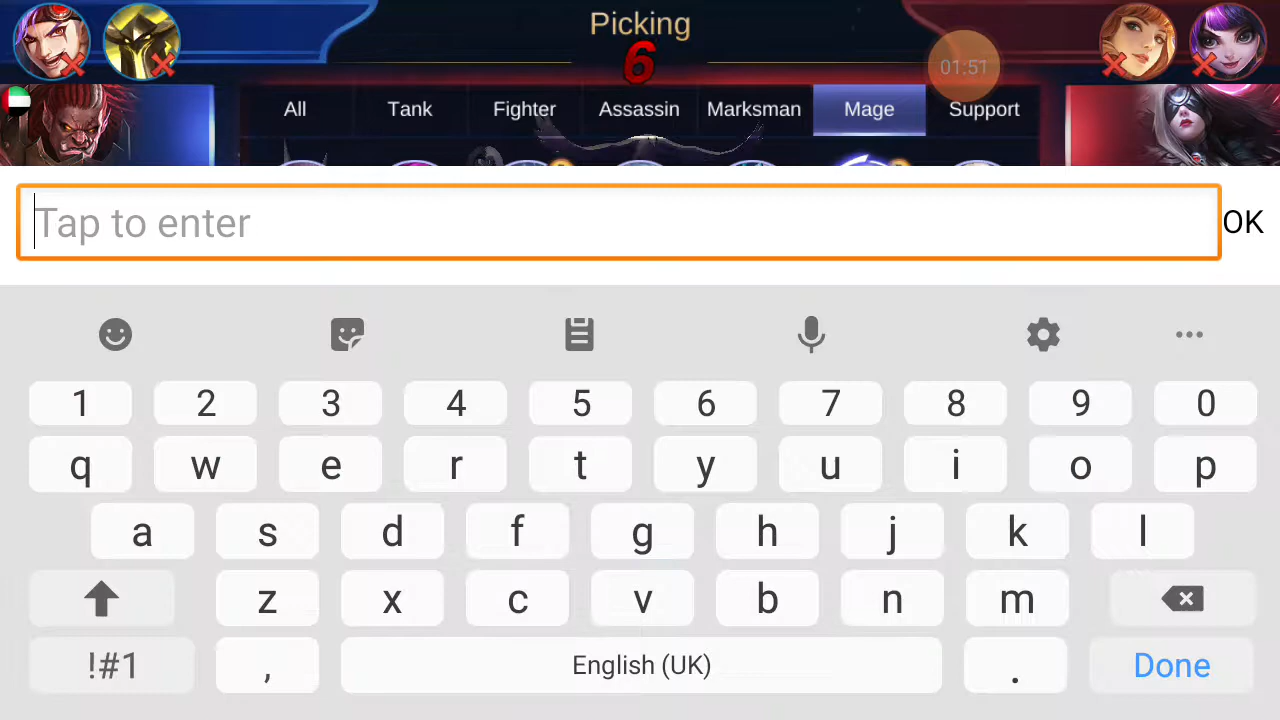 Picking
6
01:51
All Tank Fighter Assassin Marksman Mage Support
Tap to enter OK
1 2 3 4 5 6 7 8 9 0
q w e r t y u i o p
a s d f g h j k l
z x c v b n m
!#1 , English (UK) . Done